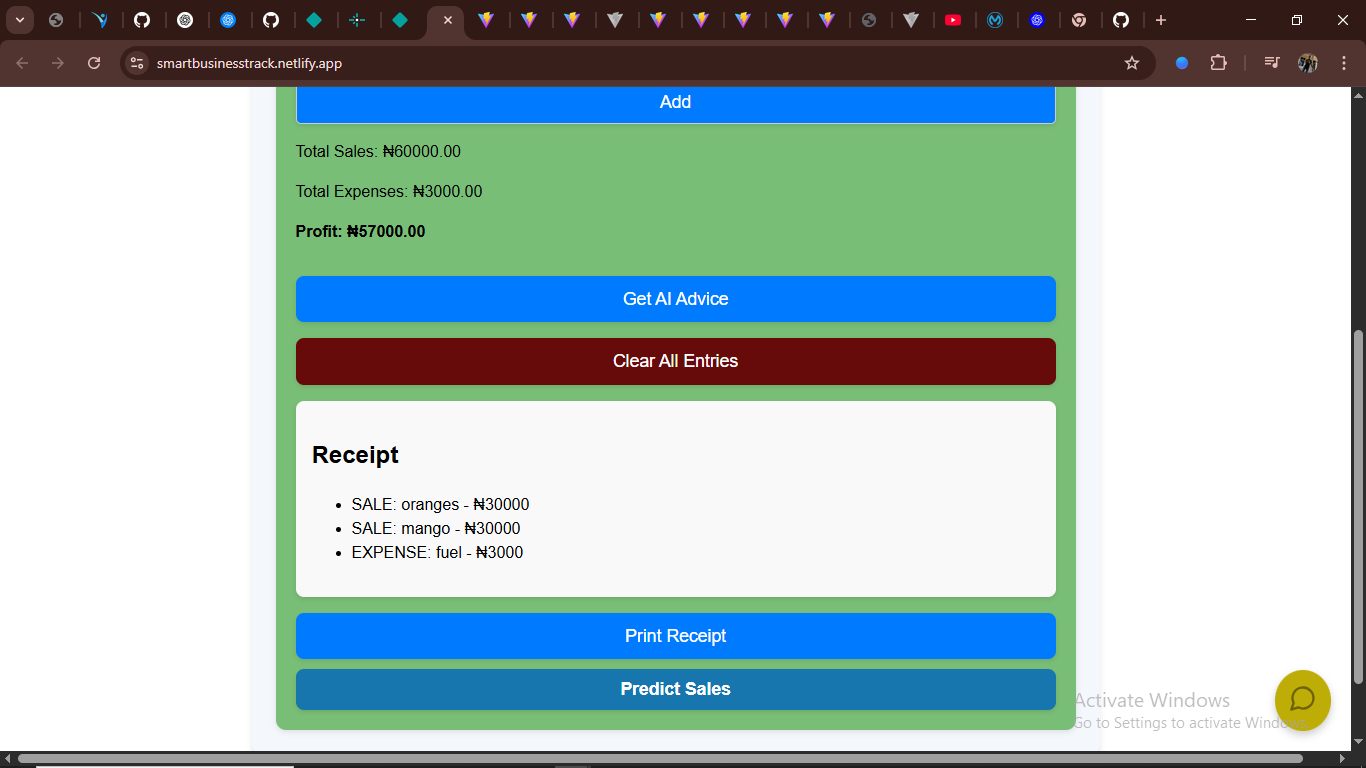 smartbusinesstrack.netlify.app
Add
Total Sales: ₦60000.00
Total Expenses: ₦3000.00
Profit: ₦57000.00
Get AI Advice
Clear All Entries
Receipt
SALE: oranges - ₦30000
SALE: mango - ₦30000
EXPENSE: fuel - ₦3000
Print Receipt
Predict Sales
Activate Windows
Go to Settings to activate Windows.